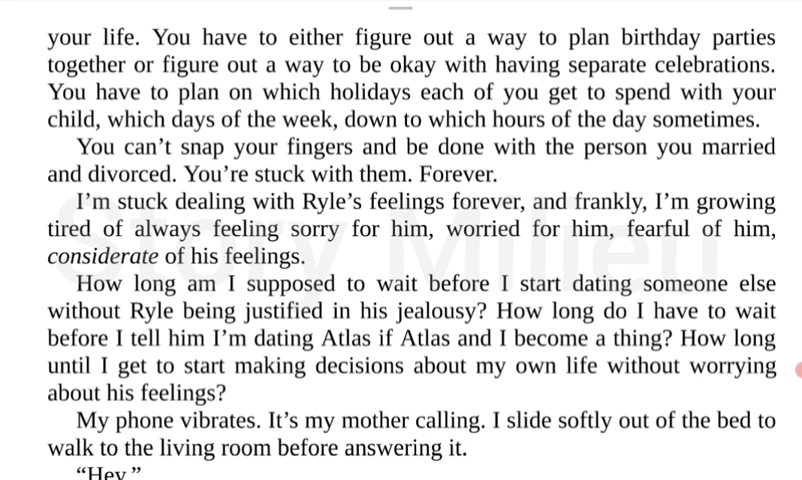 your life. You have to either figure out a way to plan birthday parties
together or figure out a way to be okay with having separate celebrations.
You have to plan on which holidays each of you get to spend with your
child, which days of the week, down to which hours of the day sometimes.
You can’t snap your fingers and be done with the person you married
and divorced. You’re stuck with them. Forever.
I’m stuck dealing with Ryle’s feelings forever, and frankly, I’m growing
tired of always feeling sorry for him, worried for him, fearful of him,
considerate of his feelings.
How long am I supposed to wait before I start dating someone else
without Ryle being justified in his jealousy? How long do I have to wait
before I tell him I’m dating Atlas if Atlas and I become a thing? How long
until I get to start making decisions about my own life without worrying
about his feelings?
My phone vibrates. It’s my mother calling. I slide softly out of the bed to
walk to the living room before answering it.
“Hey.”